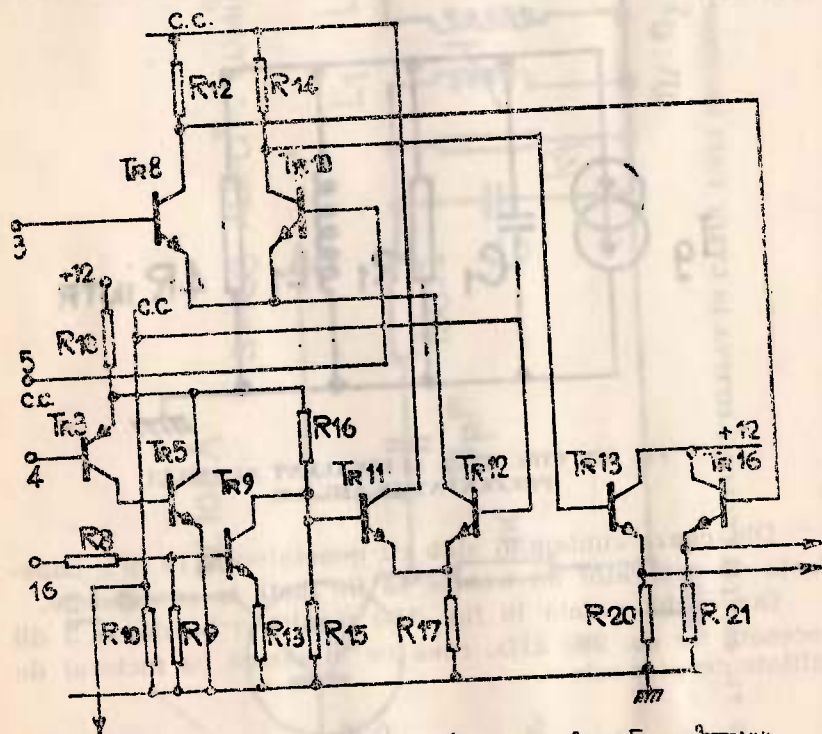 C.C.
R12
R14
TR8
TR10
3
+12
C.C.
R10
5
C.C.
TR3
R16
4
TR5
TR9
TR11
TR12
+12
TR13
TR16
R8
16
R10
R9
R13
R15
R17
R20
R21